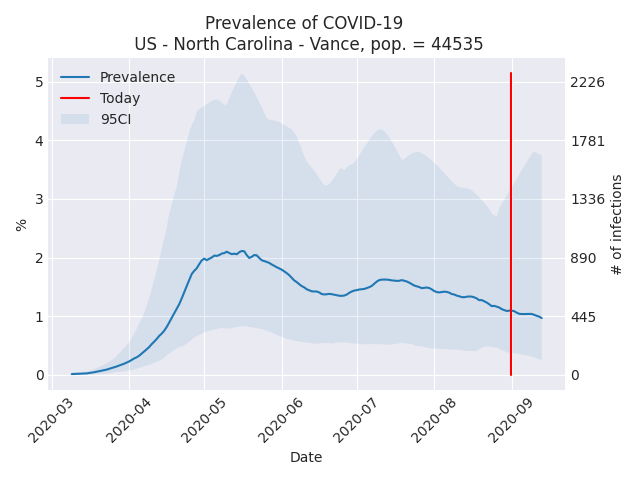 Prevalence of COVID-19
US - North Carolina - Vance, pop. = 44535
Prevalence
Today
95CI
%
5
4
3
2
1
0
2226
1781
1336
890
445
0
# of infections
2020-03
2020-04
2020-05
2020-06
2020-07
2020-08
2020-09
Date